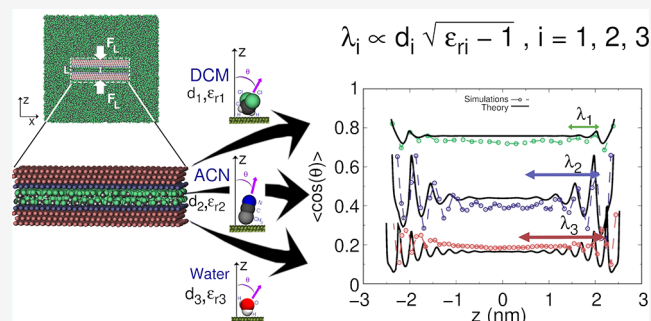 λᵢ ∝ dᵢ √εᵣᵢ − 1 , i = 1, 2, 3
F_L
L
F_L
z
x
z
θ
DCM
d₁,εᵣ₁
z
θ
ACN
d₂,εᵣ₂
N
C
CH₃
z
θ
Water
d₃,εᵣ₃
O
H
H
Simulations
Theory
λ₁
λ₂
λ₃
<cos(θ)>
1
0.8
0.6
0.4
0.2
0
−3 −2 −1 0 1 2 3
z (nm)